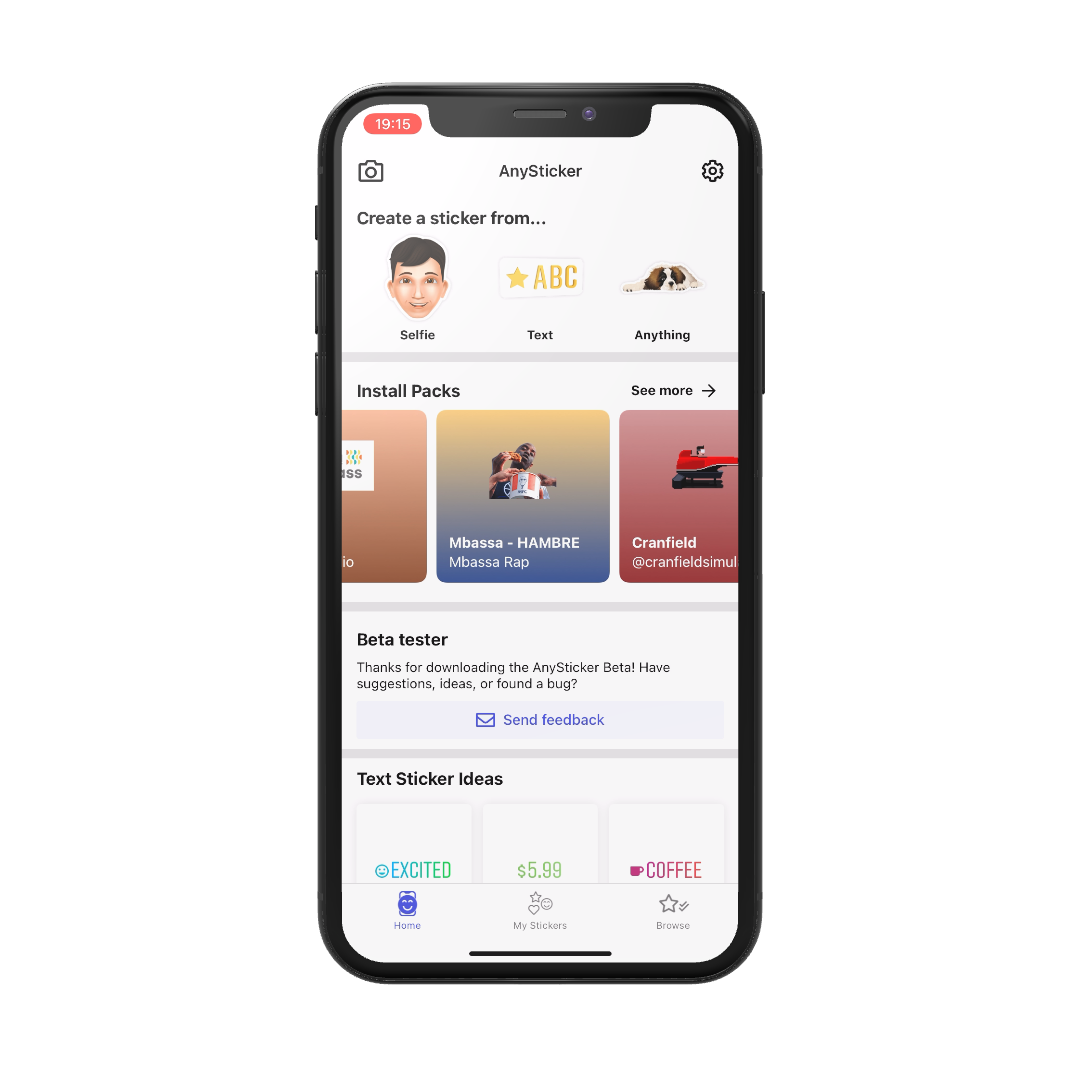 19:15
AnySticker
Create a sticker from...
ABC
Selfie
Text
Anything
Install Packs
See more
ass
io
Mbassa - HAMBRE
Mbassa Rap
Cranfield
@cranfieldsimul
Beta tester
Thanks for downloading the AnySticker Beta! Have
suggestions, ideas, or found a bug?
Send feedback
Text Sticker Ideas
EXCITED
$5.99
COFFEE
Home
My Stickers
Browse